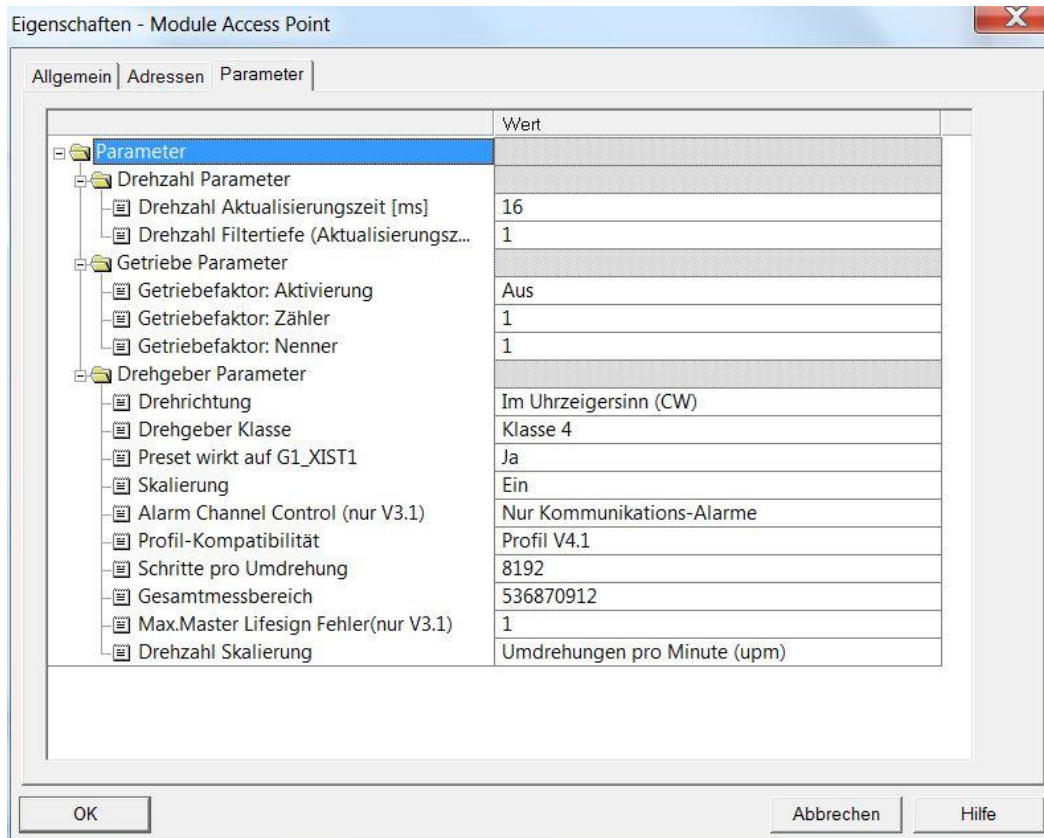 Eigenschaften - Module Access Point
Allgemein Adressen Parameter
Wert
Parameter
Drehzahl Parameter
Drehzahl Aktualisierungszeit [ms] 16
Drehzahl Filtertiefe (Aktualisierungsz... 1
Getriebe Parameter
Getriebefaktor: Aktivierung Aus
Getriebefaktor: Zähler 1
Getriebefaktor: Nenner 1
Drehgeber Parameter
Drehrichtung Im Uhrzeigersinn (CW)
Drehgeber Klasse Klasse 4
Preset wirkt auf G1_XIST1 Ja
Skalierung Ein
Alarm Channel Control (nur V3.1) Nur Kommunikations-Alarme
Profil-Kompatibilität Profil V4.1
Schritte pro Umdrehung 8192
Gesamtmessbereich 536870912
Max.Master Lifesign Fehler(nur V3.1) 1
Drehzahl Skalierung Umdrehungen pro Minute (upm)
OK Abbrechen Hilfe